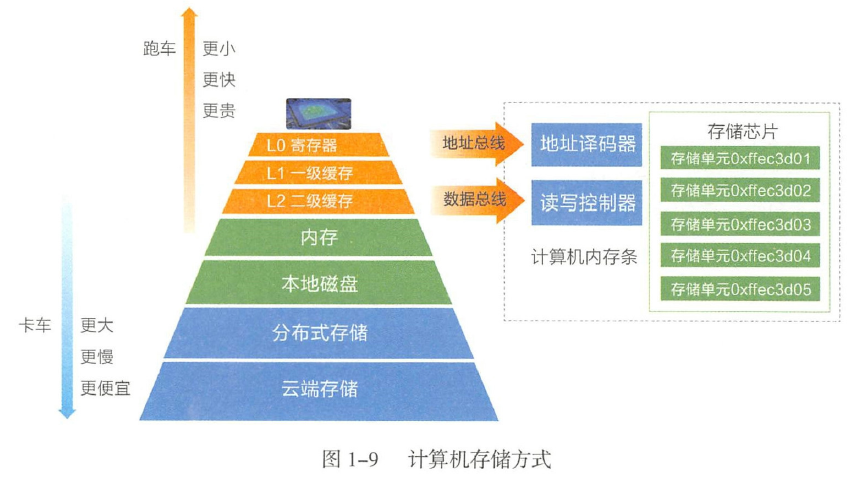 跑车
更小
更快
更贵
L0 寄存器
L1 一级缓存
L2 二级缓存
内存
本地磁盘
分布式存储
云端存储
卡车
更大
更慢
更便宜
地址总线
数据总线
地址译码器
读写控制器
计算机内存条
存储芯片
存储单元0xffec3d01
存储单元0xffec3d02
存储单元0xffec3d03
存储单元0xffec3d04
存储单元0xffec3d05
图 1-9 计算机存储方式